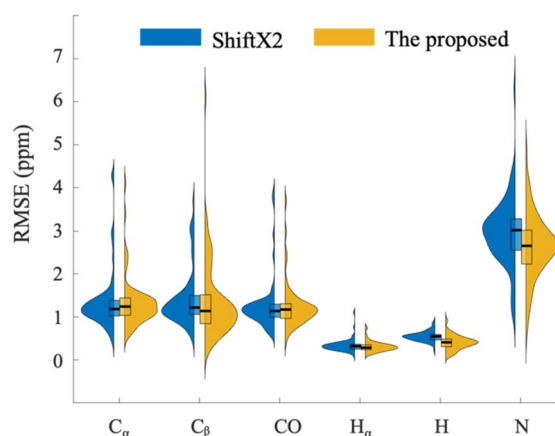 ShiftX2 The proposed
RMSE (ppm)
7
6
5
4
3
2
1
0
Cα Cβ CO Hα H N